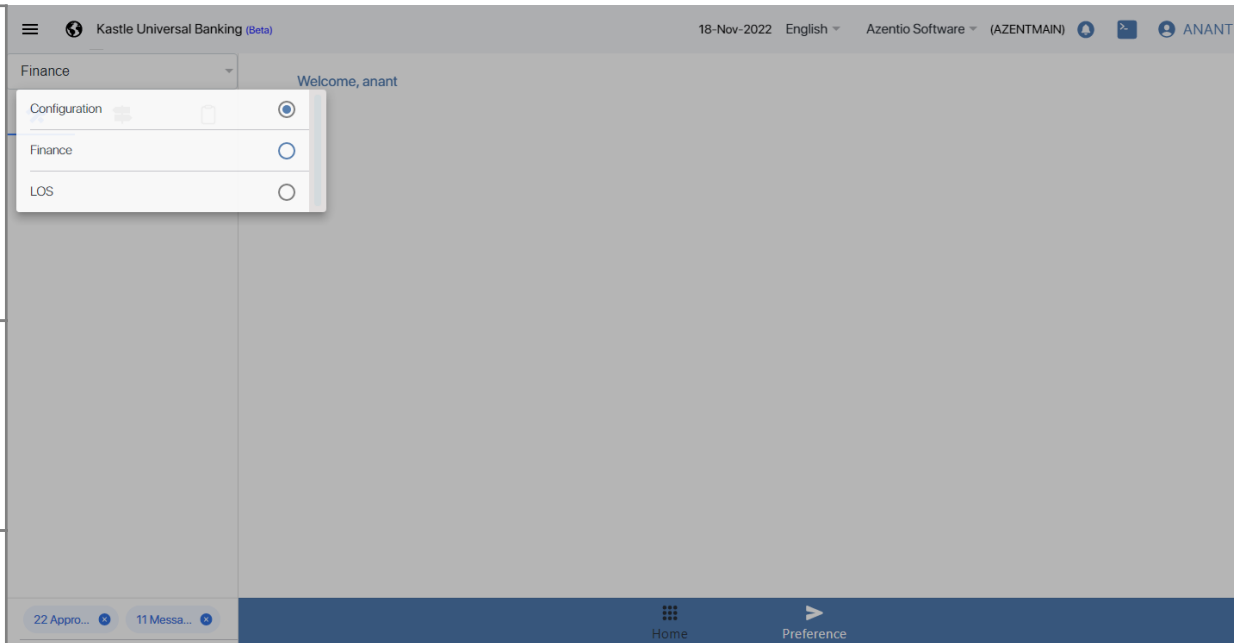 Kastle Universal Banking (Beta)
18-Nov-2022 English Azentio Software (AZENTMAIN) ANANT
Finance
Welcome, anant
Configuration
Finance
LOS
22 Appro... 11 Messa...
Home Preference